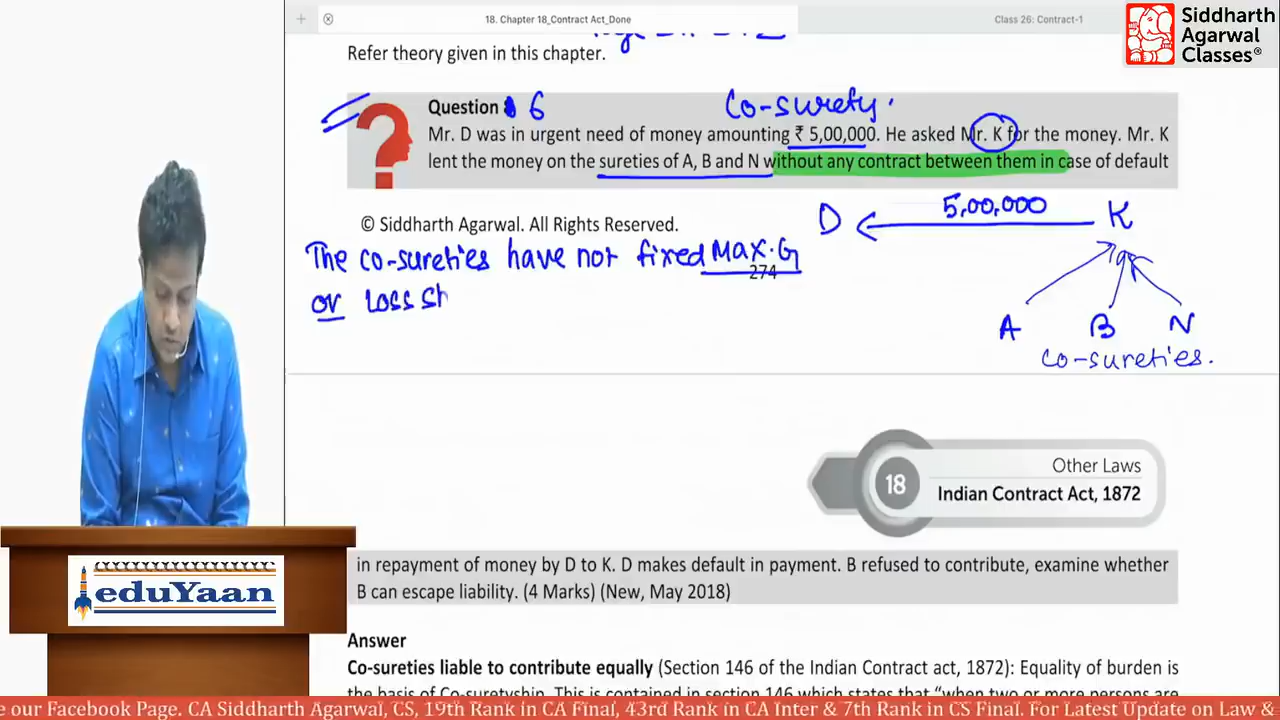 18. Chapter 18_Contract Act_Done
Class 26: Contract-1
Siddharth
Agarwal
Classes®
Refer theory given in this chapter.
Question 6
Co-surety.
Mr. D was in urgent need of money amounting ₹ 5,00,000. He asked Mr. K for the money. Mr. K
lent the money on the sureties of A, B and N without any contract between them in case of default
© Siddharth Agarwal. All Rights Reserved.
D 5,00,000 K
The co-sureties have not fixed Max. G
274
or Loss sh
A B N
Co-sureties.
18
Other Laws
Indian Contract Act, 1872
in repayment of money by D to K. D makes default in payment. B refused to contribute, examine whether
B can escape liability. (4 Marks) (New, May 2018)
eduYaan
Answer
Co-sureties liable to contribute equally (Section 146 of the Indian Contract act, 1872): Equality of burden is
the basis of Co-suretyship. This is contained in section 146 which states that "when two or more persons are
e our Facebook Page. CA Siddharth Agarwal, CS, 19th Rank in CA Final, 43rd Rank in CA Inter & 7th Rank in CS Final. For Latest Update on Law &